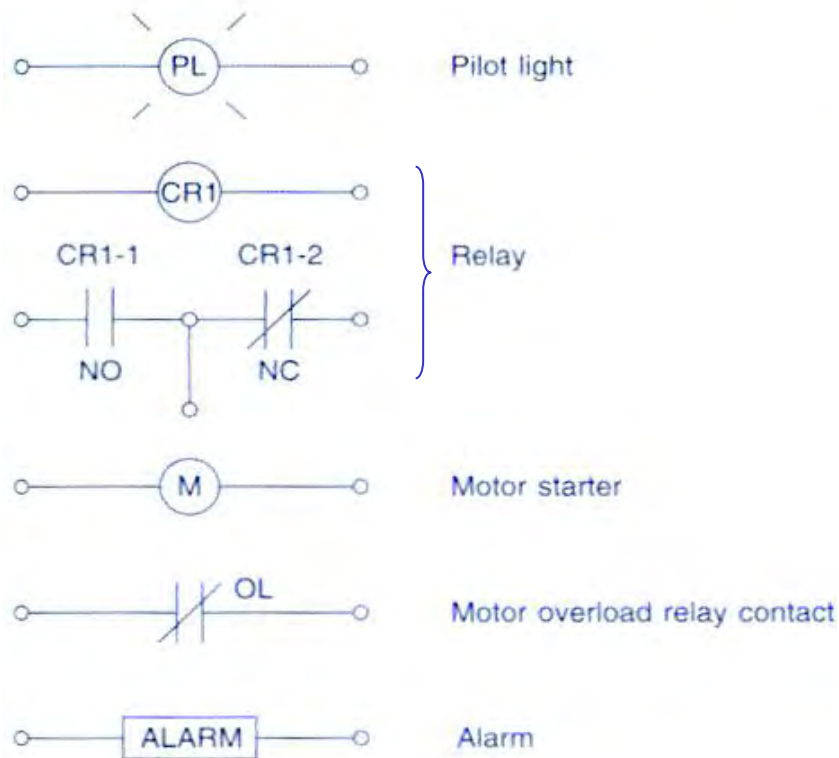 PL Pilot light
CR1
CR1-1 CR1-2 Relay
NO NC
M Motor starter
OL
Motor overload relay contact
ALARM Alarm